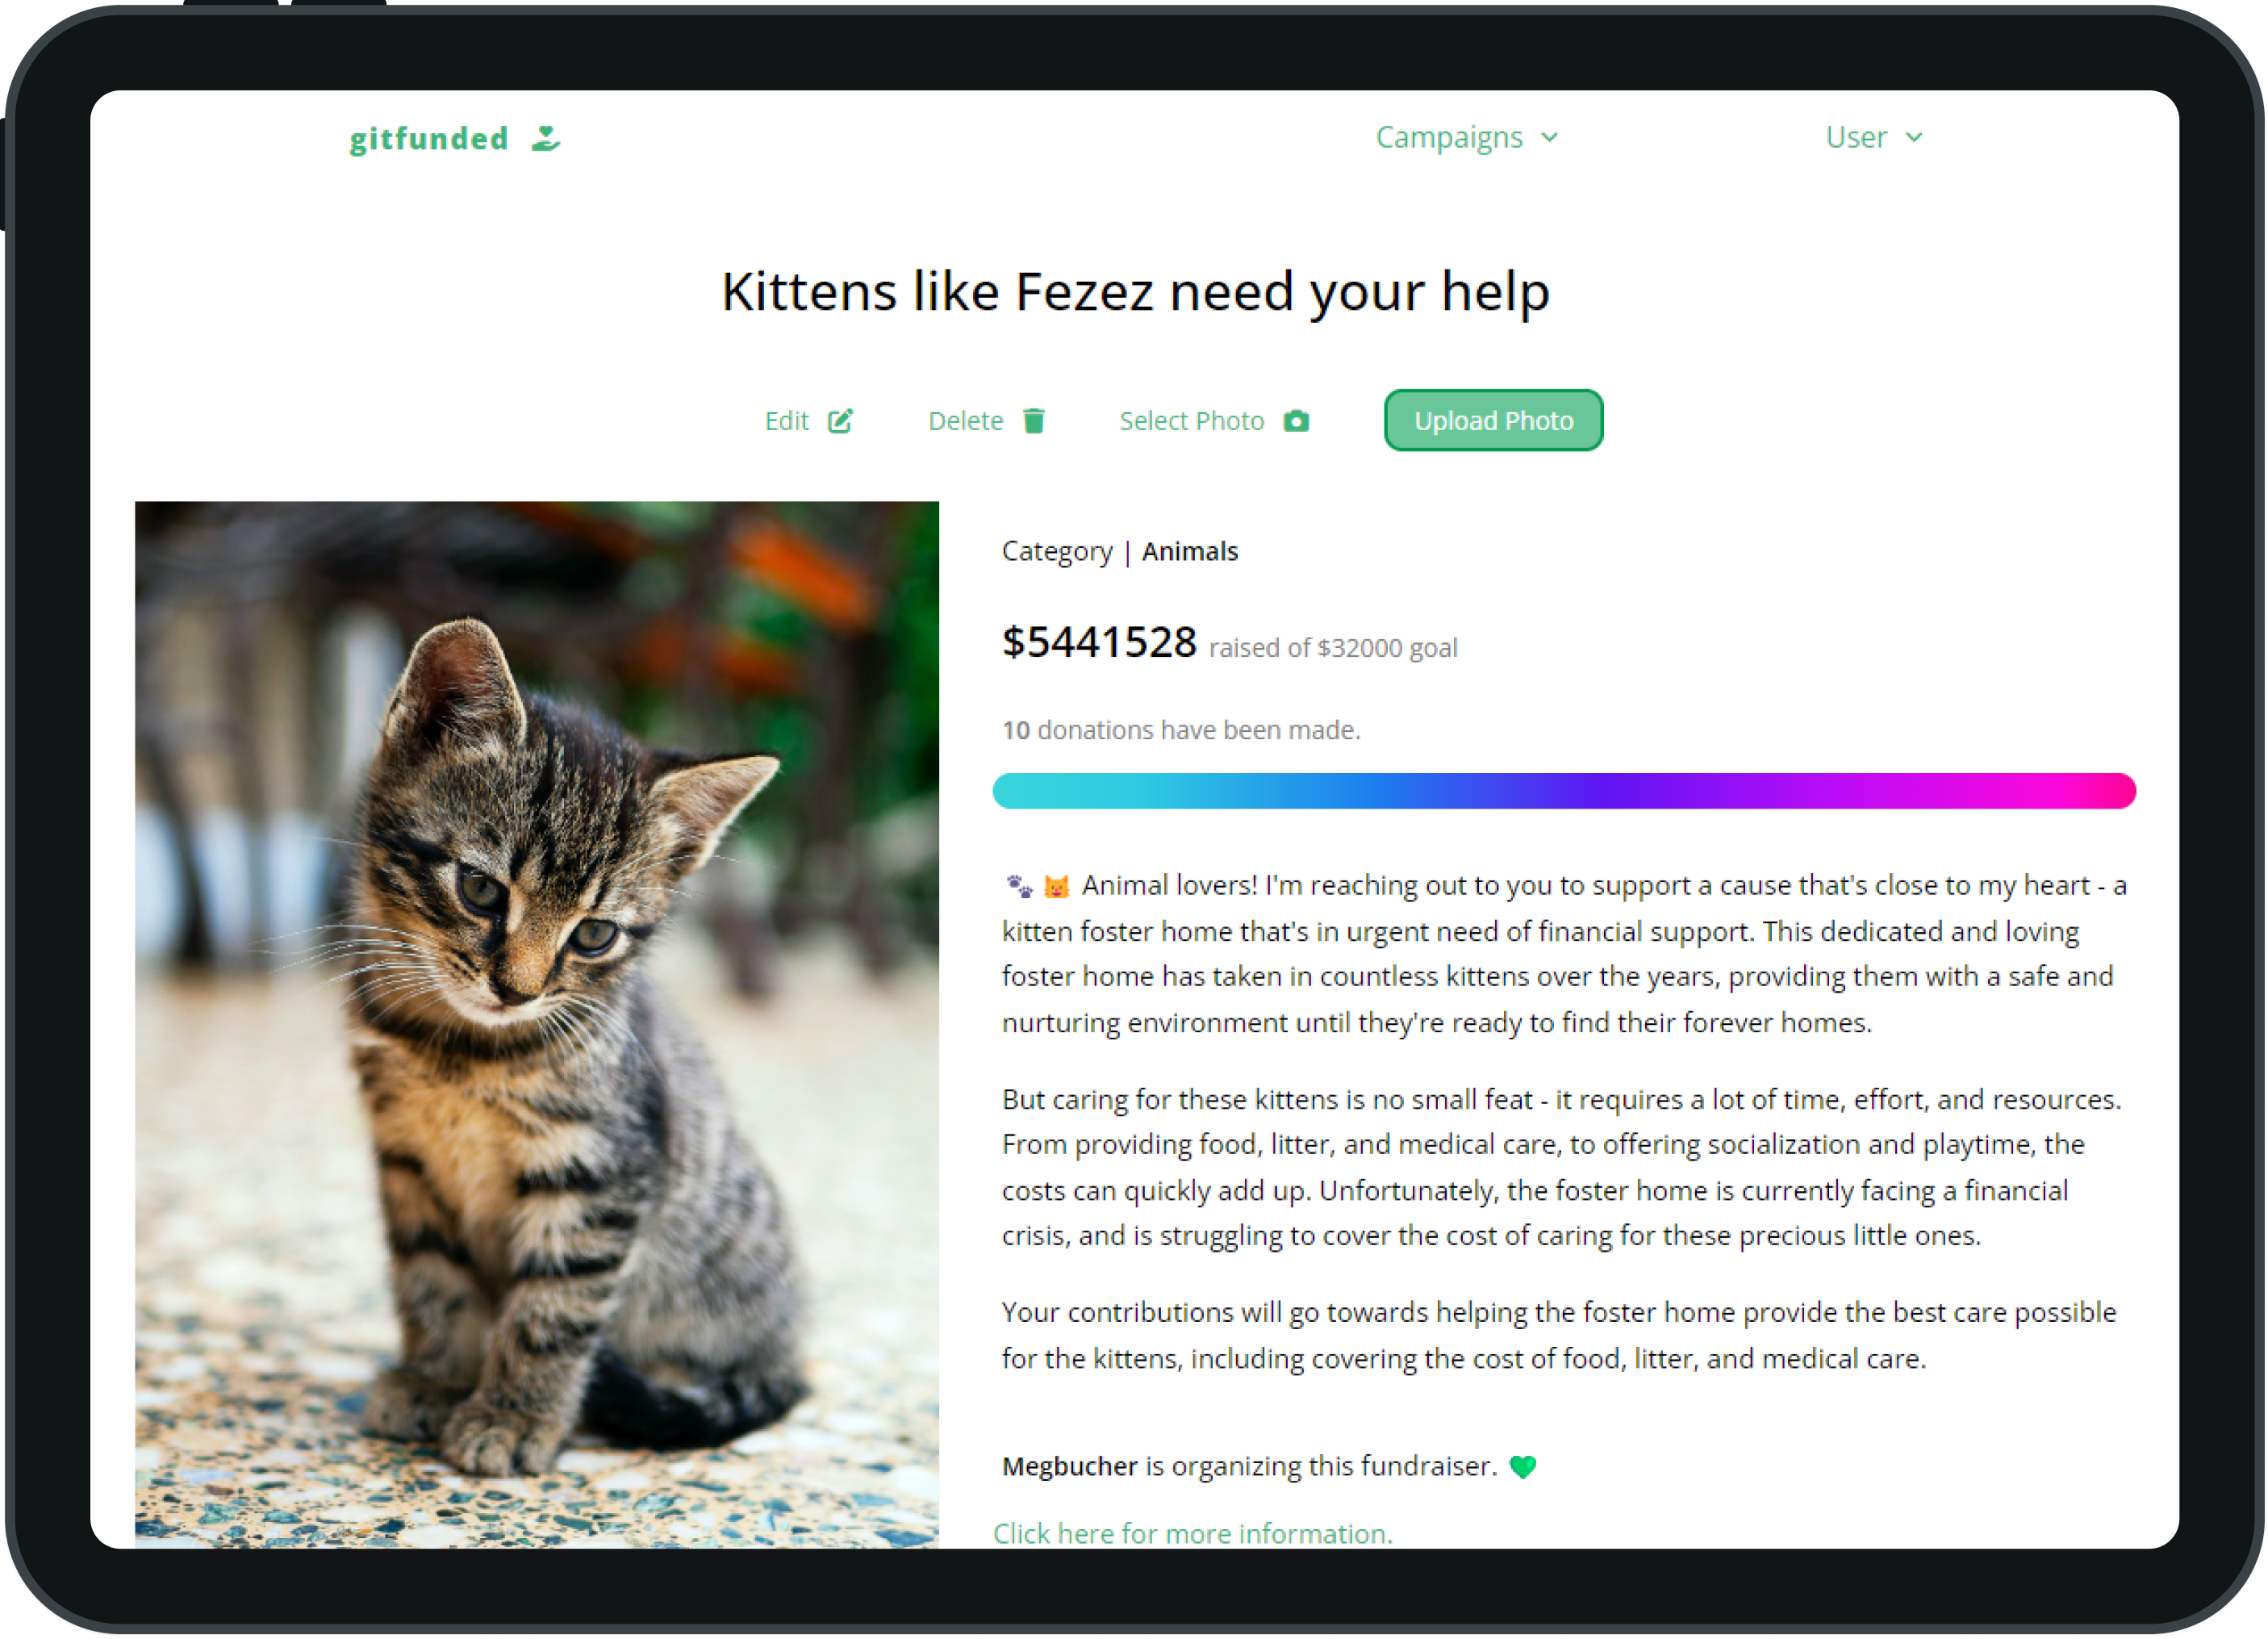 gitfunded
Campaigns
User
Kittens like Fezez need your help
Edit
Delete
Select Photo
Upload Photo
Category | Animals
$5441528 raised of $32000 goal
10 donations have been made.
🐾 😺 Animal lovers! I'm reaching out to you to support a cause that's close to my heart - a
kitten foster home that's in urgent need of financial support. This dedicated and loving
foster home has taken in countless kittens over the years, providing them with a safe and
nurturing environment until they're ready to find their forever homes.
But caring for these kittens is no small feat - it requires a lot of time, effort, and resources.
From providing food, litter, and medical care, to offering socialization and playtime, the
costs can quickly add up. Unfortunately, the foster home is currently facing a financial
crisis, and is struggling to cover the cost of caring for these precious little ones.
Your contributions will go towards helping the foster home provide the best care possible
for the kittens, including covering the cost of food, litter, and medical care.
Megbucher is organizing this fundraiser. 💚
Click here for more information.